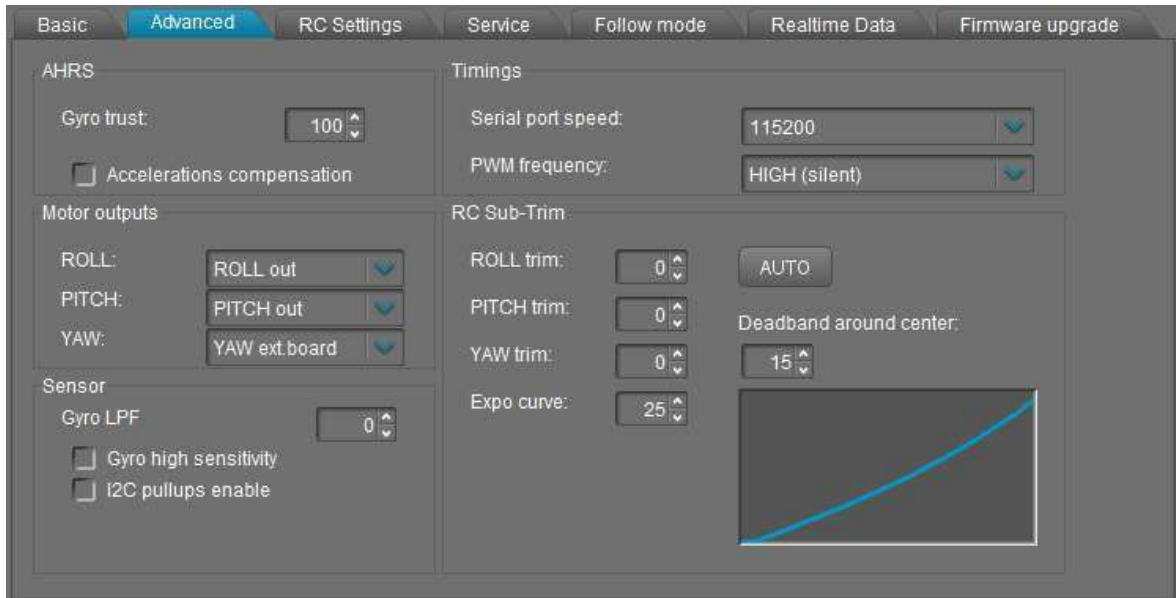 Basic Advanced RC Settings Service Follow mode Realtime Data Firmware upgrade
AHRS
Gyro trust: 100
Accelerations compensation
Timings
Serial port speed: 115200
PWM frequency: HIGH (silent)
Motor outputs
ROLL: ROLL out
PITCH: PITCH out
YAW: YAW ext.board
RC Sub-Trim
ROLL trim: 0 AUTO
PITCH trim: 0
Deadband around center:
YAW trim: 0 15
Expo curve: 25
Sensor
Gyro LPF 0
Gyro high sensitivity
I2C pullups enable